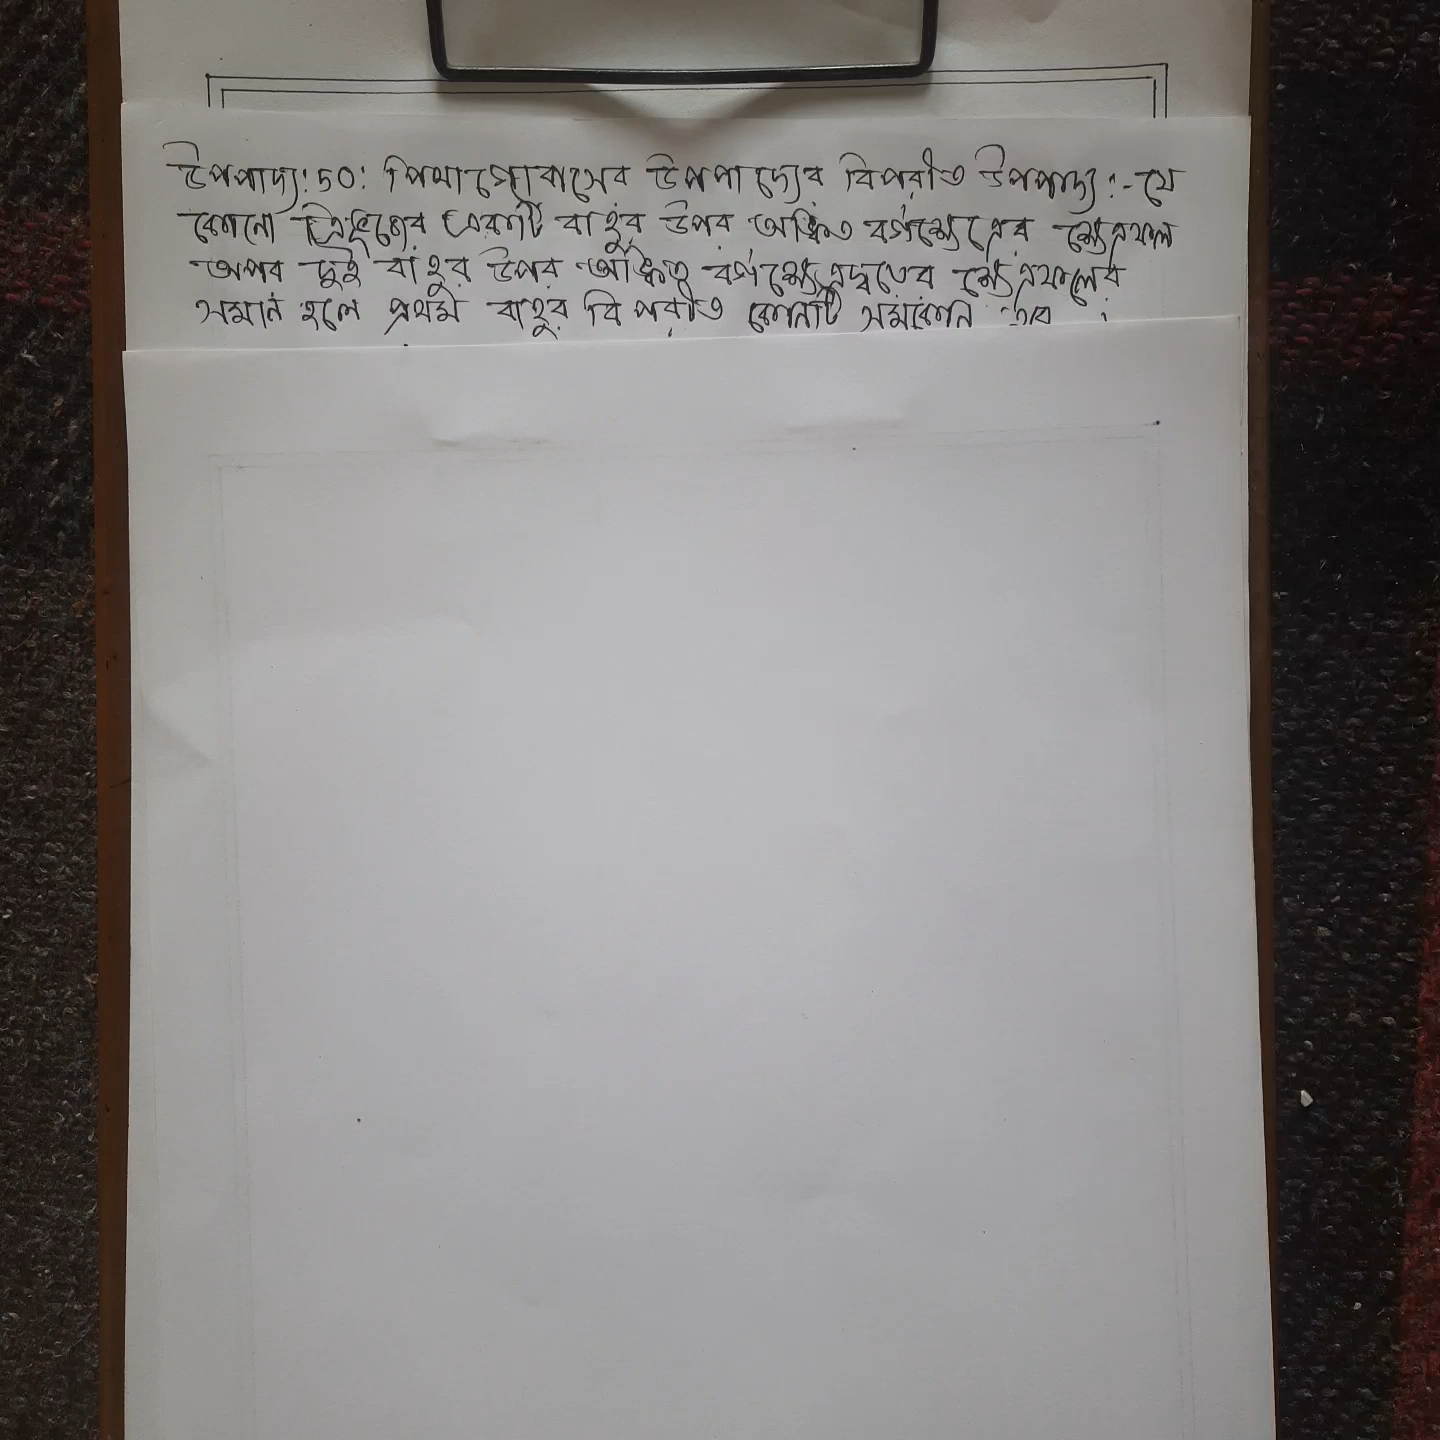 উপপাদ্য:50: পিথাগোরাসের উপপাদ্যের বিপরীত উপপাদ্য:- যে
কোনো ত্রিভুজের একটি বাহুর উপর অঙ্কিত বর্গক্ষেত্রের ক্ষেত্রফল
অপর দুই বাহুর উপর অঙ্কিত বর্গক্ষেত্রদ্বয়ের ক্ষেত্রফলের
সমান হলে প্রথম বাহুর বিপরীত কোনটি সমকোন